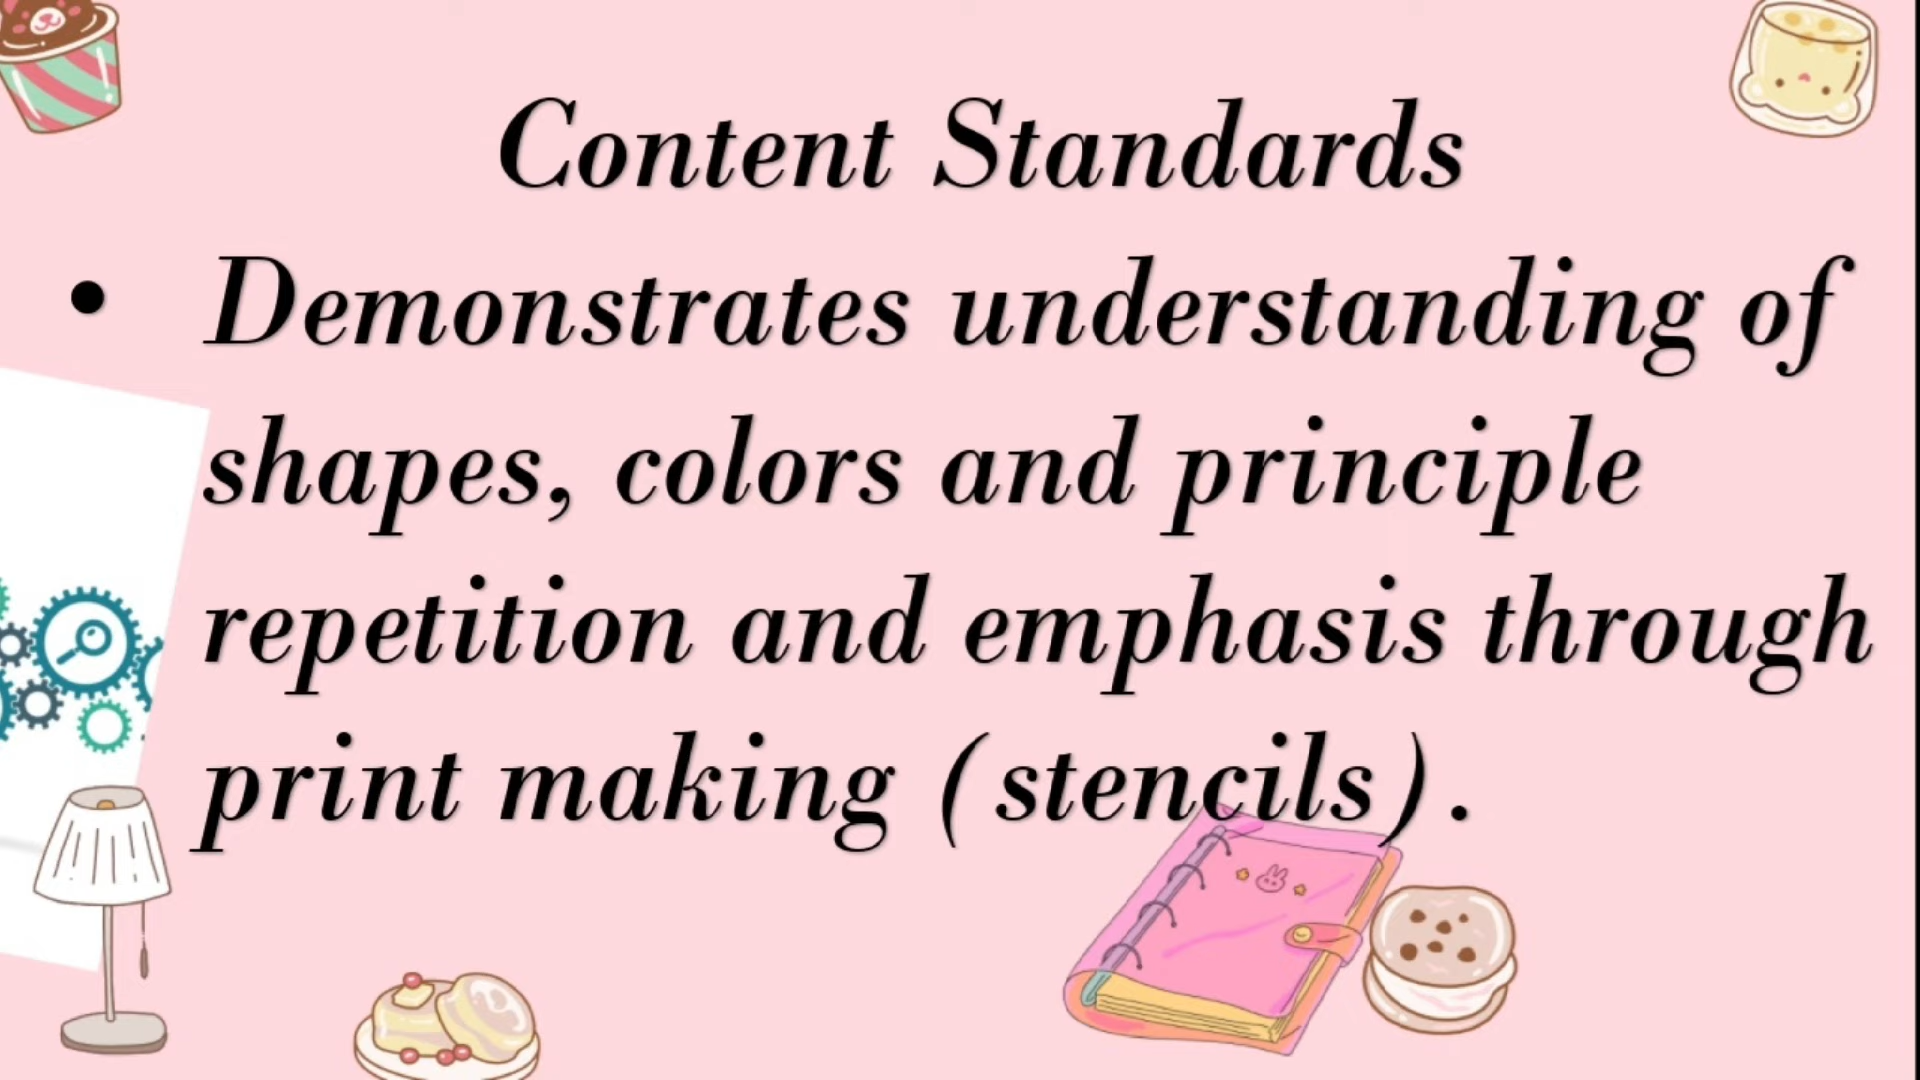 Content Standards
• Demonstrates understanding of
shapes, colors and principle
repetition and emphasis through
print making (stencils).